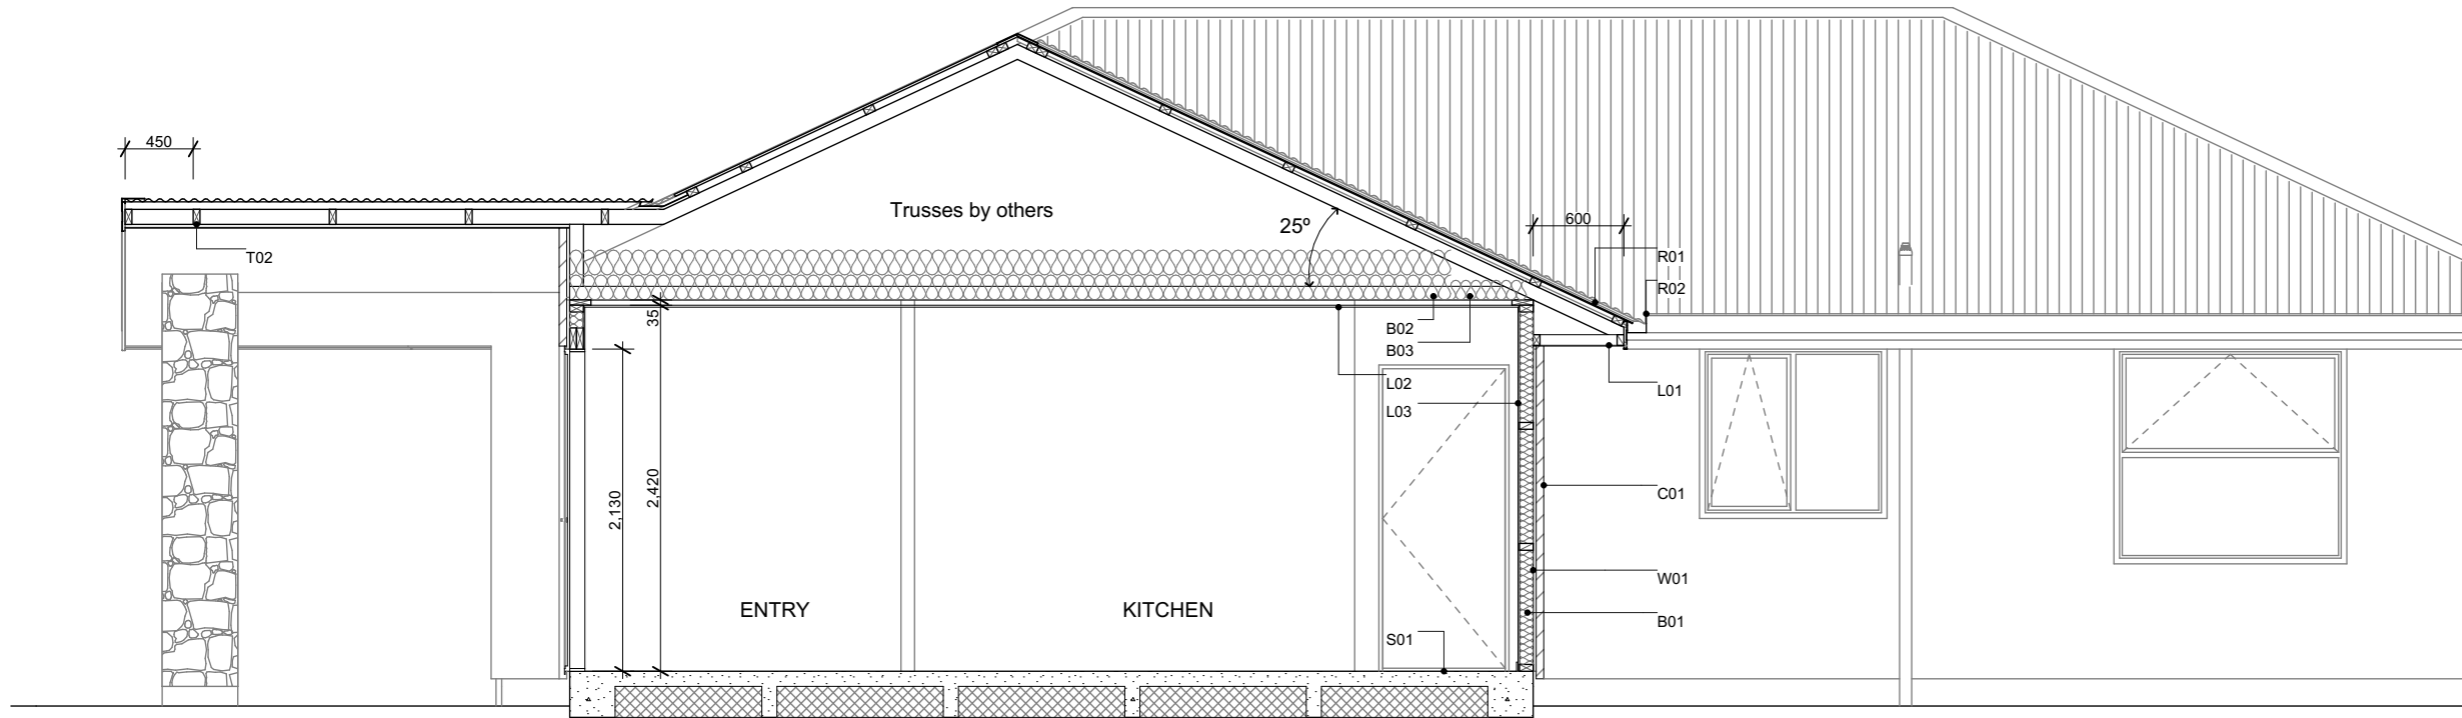 450
T02
Trusses by others
25º
600
R01
R02
35
B02
B03
L02
L03
L01
2,130
2,420
C01
W01
B01
ENTRY
KITCHEN
S01